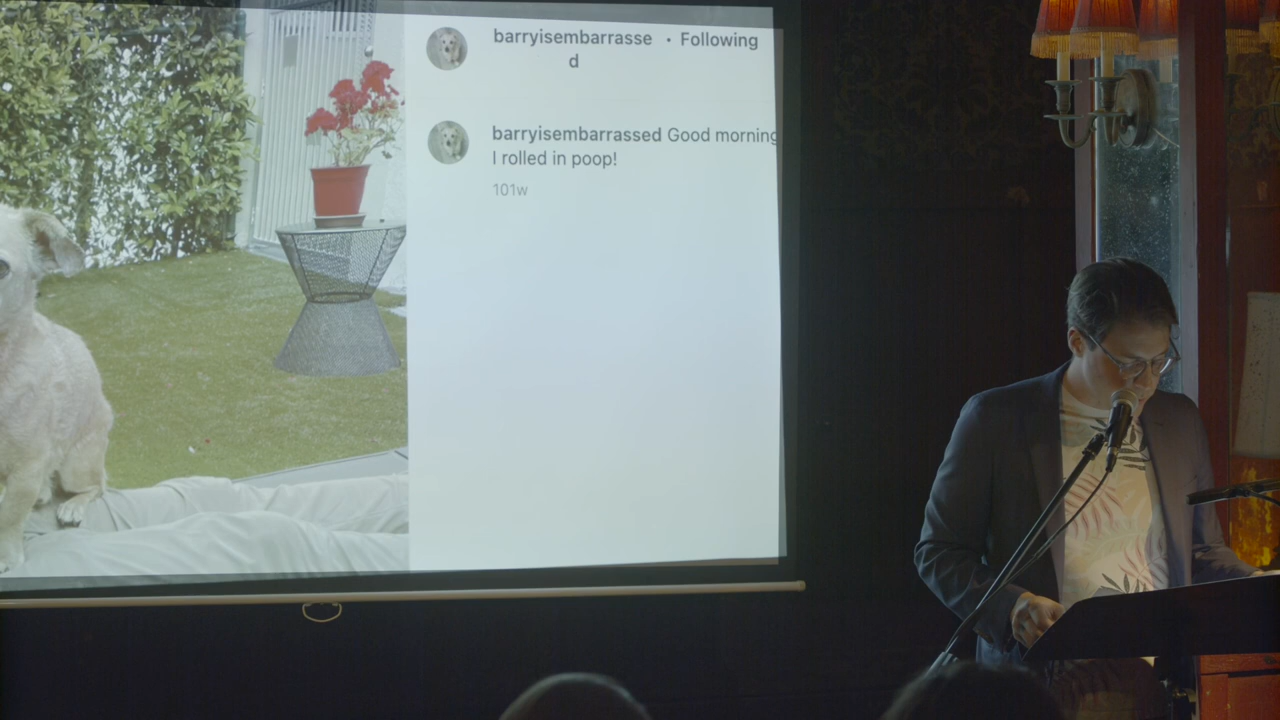 barryisembarrasse • Following
d
barryisembarrassed Good morning
I rolled in poop!
101w